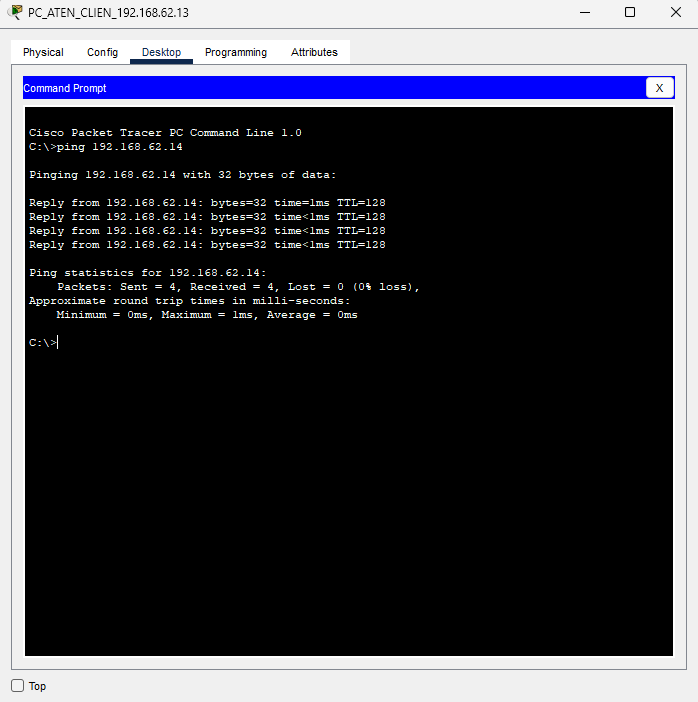 PC_ATEN_CLIEN_192.168.62.13
Physical Config Desktop Programming Attributes
Command Prompt X
Cisco Packet Tracer PC Command Line 1.0
C:\>ping 192.168.62.14
Pinging 192.168.62.14 with 32 bytes of data:
Reply from 192.168.62.14: bytes=32 time=1ms TTL=128
Reply from 192.168.62.14: bytes=32 time<1ms TTL=128
Reply from 192.168.62.14: bytes=32 time<1ms TTL=128
Reply from 192.168.62.14: bytes=32 time<1ms TTL=128
Ping statistics for 192.168.62.14:
Packets: Sent = 4, Received = 4, Lost = 0 (0% loss),
Approximate round trip times in milli-seconds:
Minimum = 0ms, Maximum = 1ms, Average = 0ms
C:\>
Top